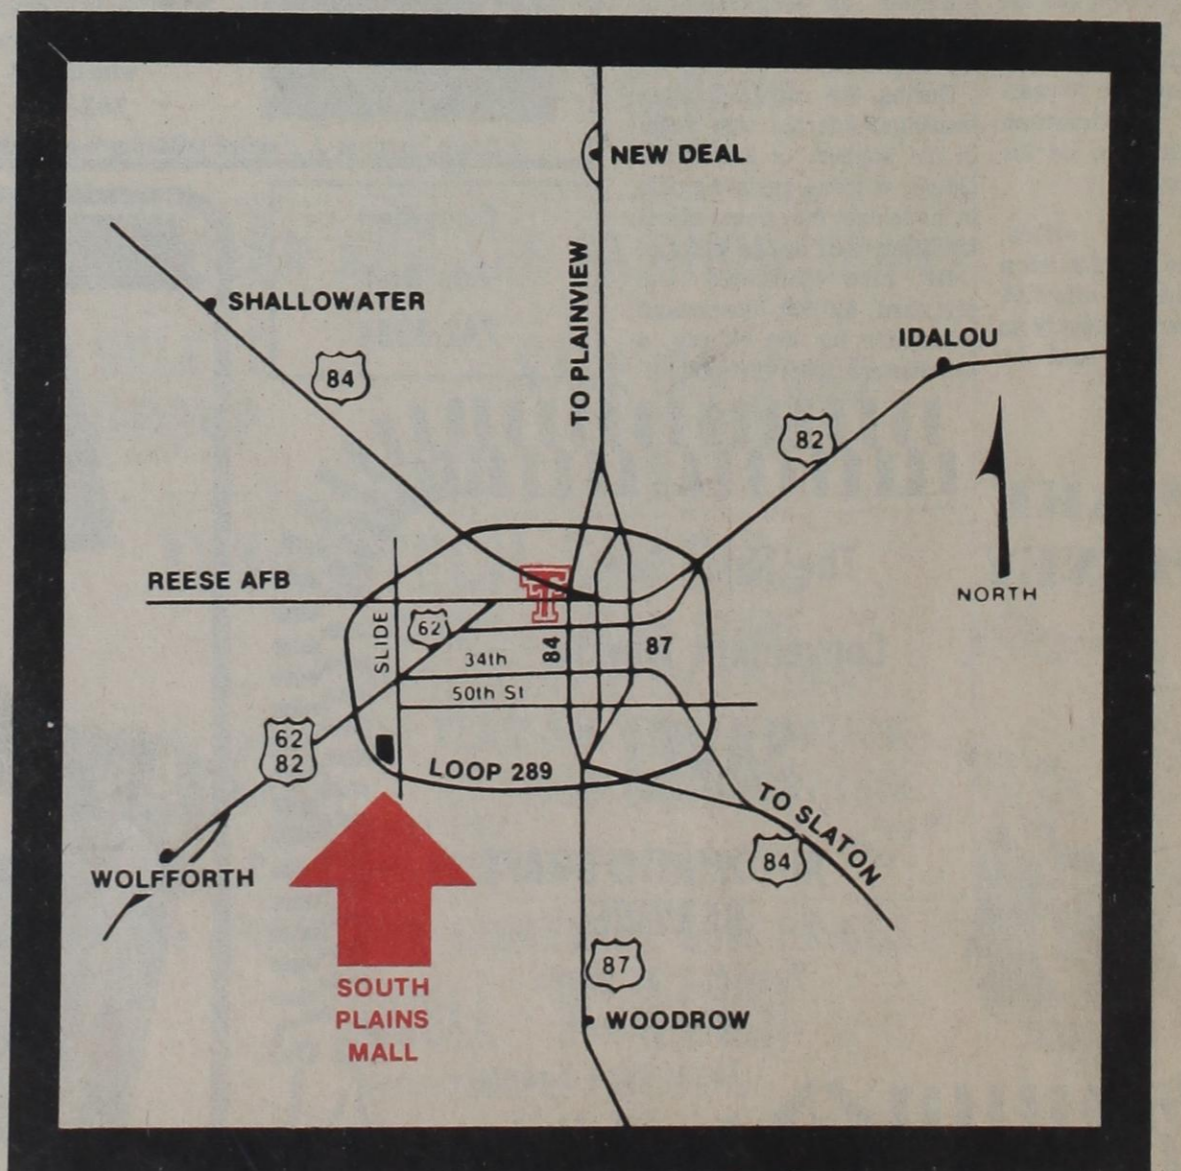 NEW DEAL
TO PLAINVIEW
SHALLOWATER
84
IDALOU
82
NORTH
REESE AFB
TT
SLIDE
62
34th
84
87
50th St
62
82
LOOP 289
TO SLATON
84
WOLFFORTH
87
WOODROW
SOUTH
PLAINS
MALL